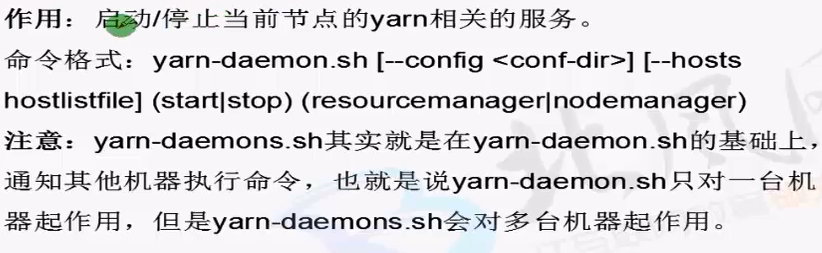 作用：启动/停止当前节点的yarn相关的服务。
命令格式：yarn-daemon.sh [--config <conf-dir>] [--hosts
hostlistfile] (start|stop) (resourcemanager|nodemanager)
注意：yarn-daemons.sh其实就是在yarn-daemon.sh的基础上，
通知其他机器执行命令，也就是说yarn-daemon.sh只对一台机
器起作用，但是yarn-daemons.sh会对多台机器起作用。